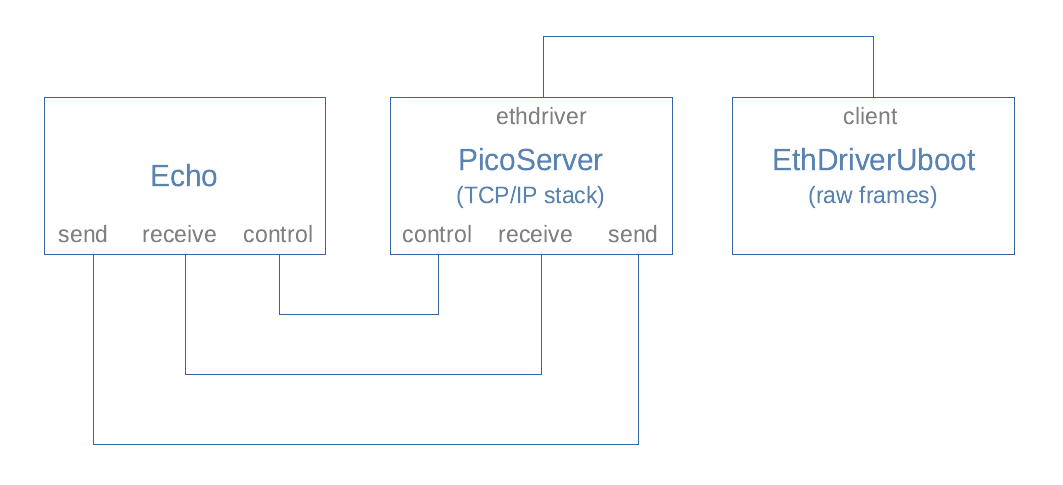 Echo
send receive control
ethdriver
PicoServer
(TCP/IP stack)
control receive send
client
EthDriverUboot
(raw frames)